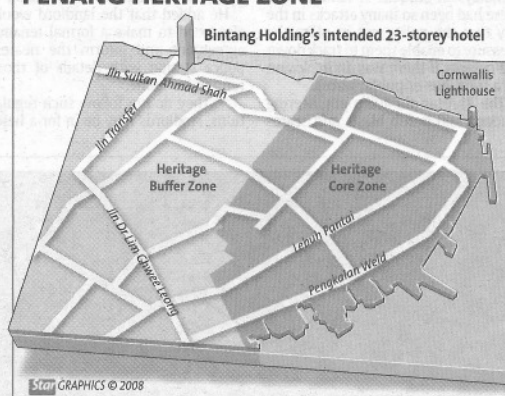 PENANG HERITAGE ZONE
Bintang Holding's intended 23-storey hotel
Jln Sultan Ahmad Shah
Cornwallis
Lighthouse
Jln Transfer
Heritage
Buffer Zone
Heritage
Core Zone
Jln Dr Lim Chwee Leong
Lebuh Pantai
Pengkalan Weld
Star GRAPHICS © 2008